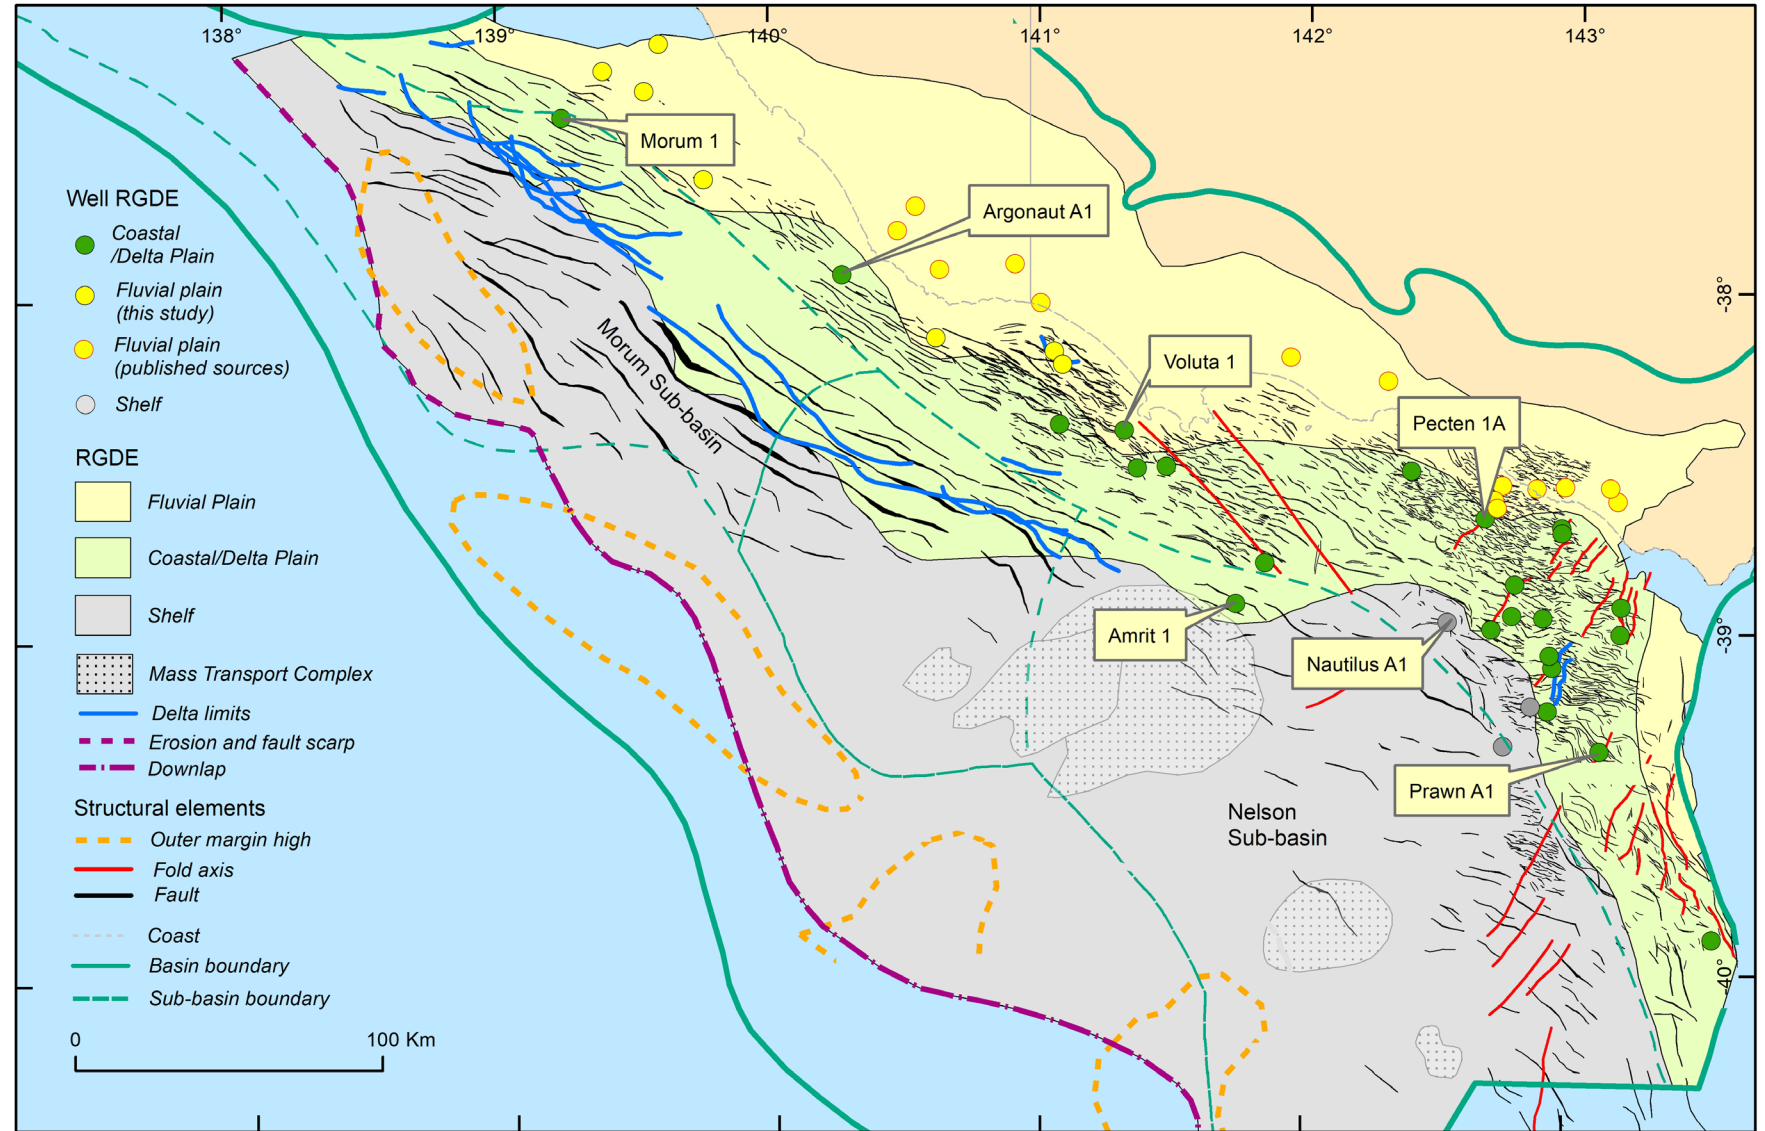 138°
139°
140°
141°
142°
143°
Morum 1
Argonaut A1
Voluta 1
Pecten 1A
Amrit 1
Nautilus A1
Prawn A1
Morum Sub-basin
Nelson
Sub-basin
-38°
-39°
-40°
Well RGDE
Coastal
/Delta Plain
Fluvial plain
(this study)
Fluvial plain
(published sources)
Shelf
RGDE
Fluvial Plain
Coastal/Delta Plain
Shelf
Mass Transport Complex
Delta limits
Erosion and fault scarp
Downlap
Structural elements
Outer margin high
Fold axis
Fault
Coast
Basin boundary
Sub-basin boundary
0
100 Km